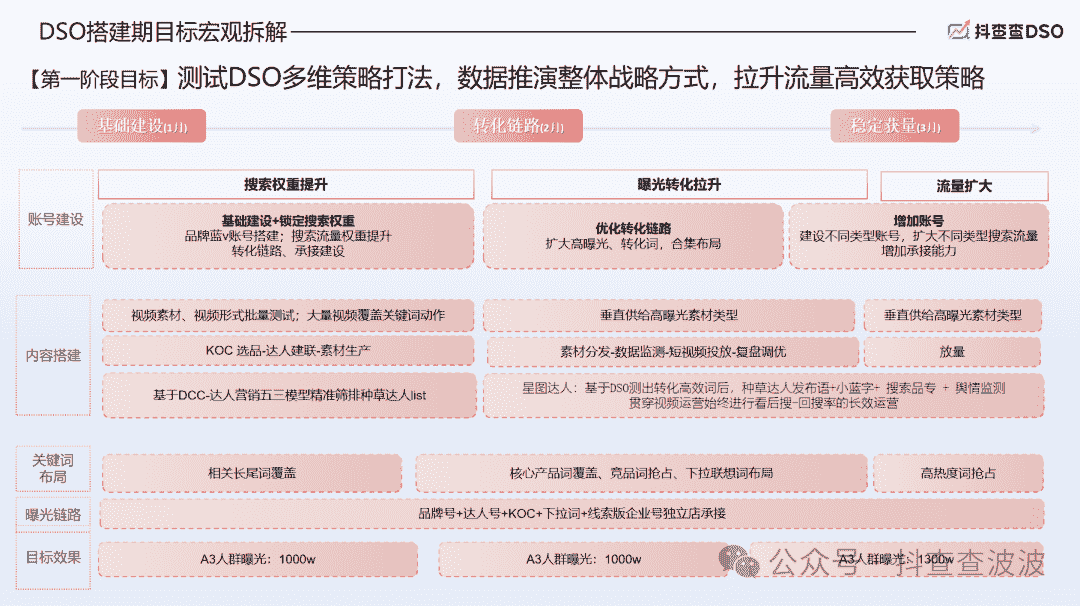 DSO搭建期目标宏观拆解
抖查查DSO
【第一阶段目标】测试DSO多维策略打法，数据推演整体战略方式，拉升流量高效获取策略
基础建设(1月)
转化链路(2月)
稳定获量(3月)
账号建设
搜索权重提升
曝光转化拉升
流量扩大
基础建设+锁定搜索权重
品牌蓝v账号搭建；搜索流量权重提升
转化链路、承接建设
优化转化链路
扩大高曝光、转化词，合集布局
增加账号
建设不同类型账号，扩大不同类型搜索流量
增加承接能力
内容搭建
视频素材、视频形式批量测试；大量视频覆盖关键词动作
垂直供给高曝光素材类型
垂直供给高曝光素材类型
KOC 选品-达人建联-素材生产
素材分发-数据监测-短视频投放-复盘调优
放量
基于DCC-达人营销五三模型精准筛排种草达人list
星图达人：基于DSO测出转化高效词后，种草达人发布语+小蓝字+ 搜索品专 + 舆情监测
贯穿视频运营始终进行看后搜-回搜率的长效运营
关键词
布局
相关长尾词覆盖
核心产品词覆盖、竞品词抢占、下拉联想词布局
高热度词抢占
曝光链路
品牌号+达人号+KOC+下拉词+线索版企业号独立店承接
目标效果
A3人群曝光：1000w
A3人群曝光：1000w
A3人群曝光：1300w
公众号 · 抖查查波波